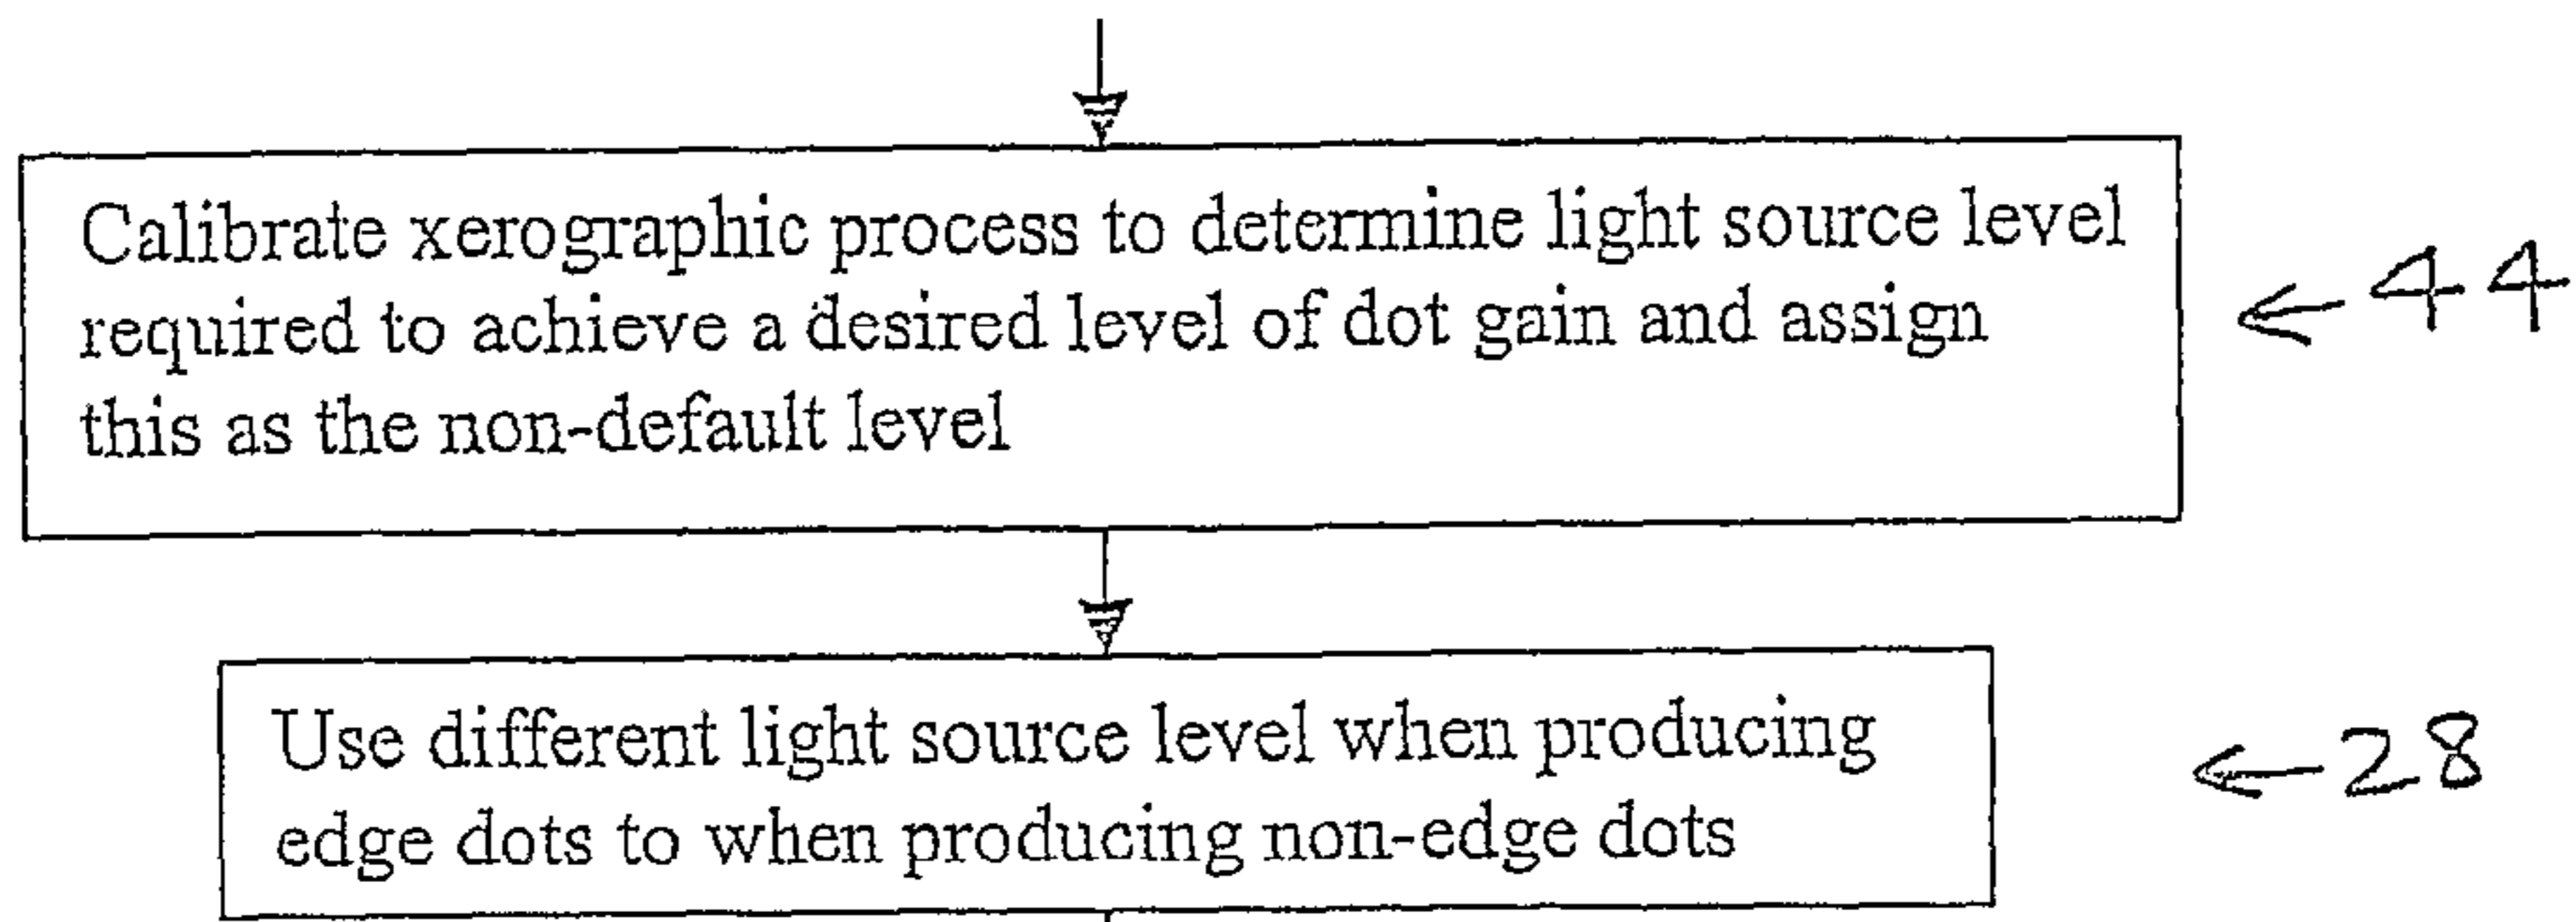 Calibrate xerographic process to determine light source level
required to achieve a desired level of dot gain and assign
this as the non-default level
44
Use different light source level when producing
edge dots to when producing non-edge dots
28